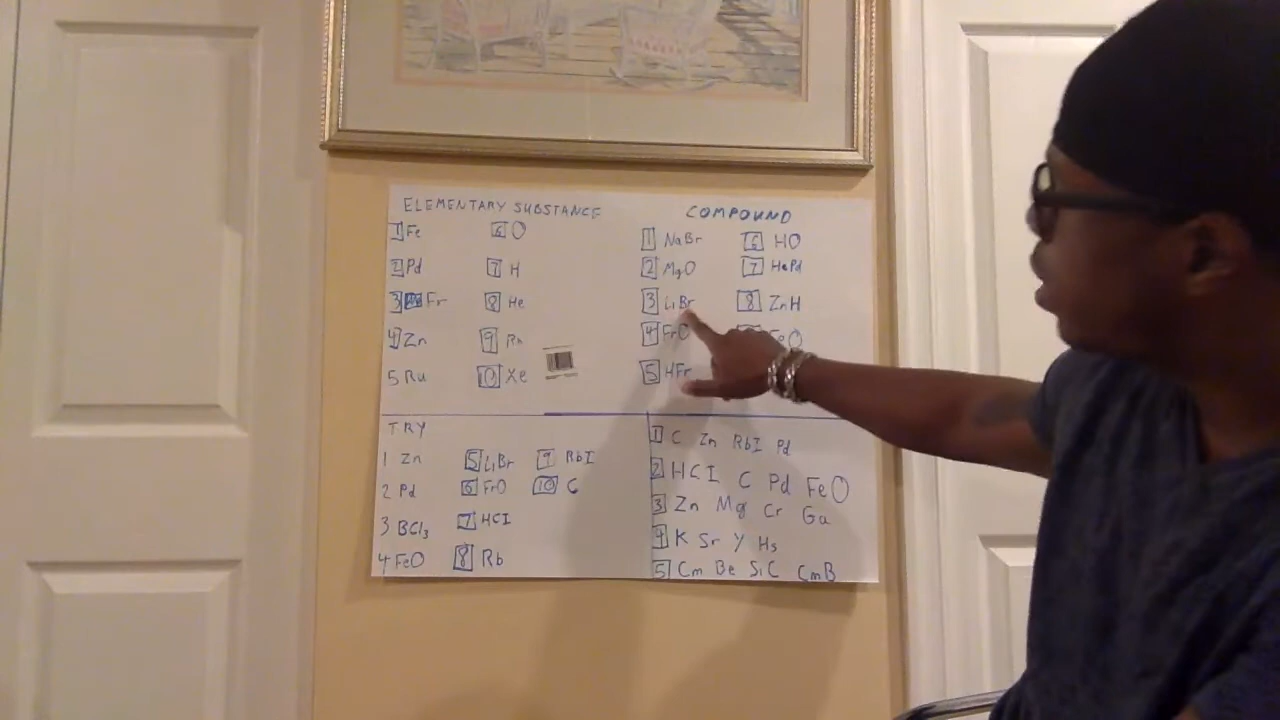 ELEMENTARY SUBSTANCE
1 Fe 6 O
2 Pd 7 H
3 Fr 8 He
4 Zn 9 Rn
5 Ru 10 Xe
COMPOUND
1 NaBr 6 HO
2 MgO 7 HePd
3 LiBr 8 ZnH
4 FrO FeO
5 HFr
TRY
1 Zn 5 LiBr 9 RbI
2 Pd 6 FrO 10 C
3 BCl3 7 HCI
4 FeO 8 Rb
1 C Zn RbI Pd
2 HCI C Pd FeO
3 Zn Mg Cr Ga
4 K Sr Y Hs
5 Cm Be SiC CmB